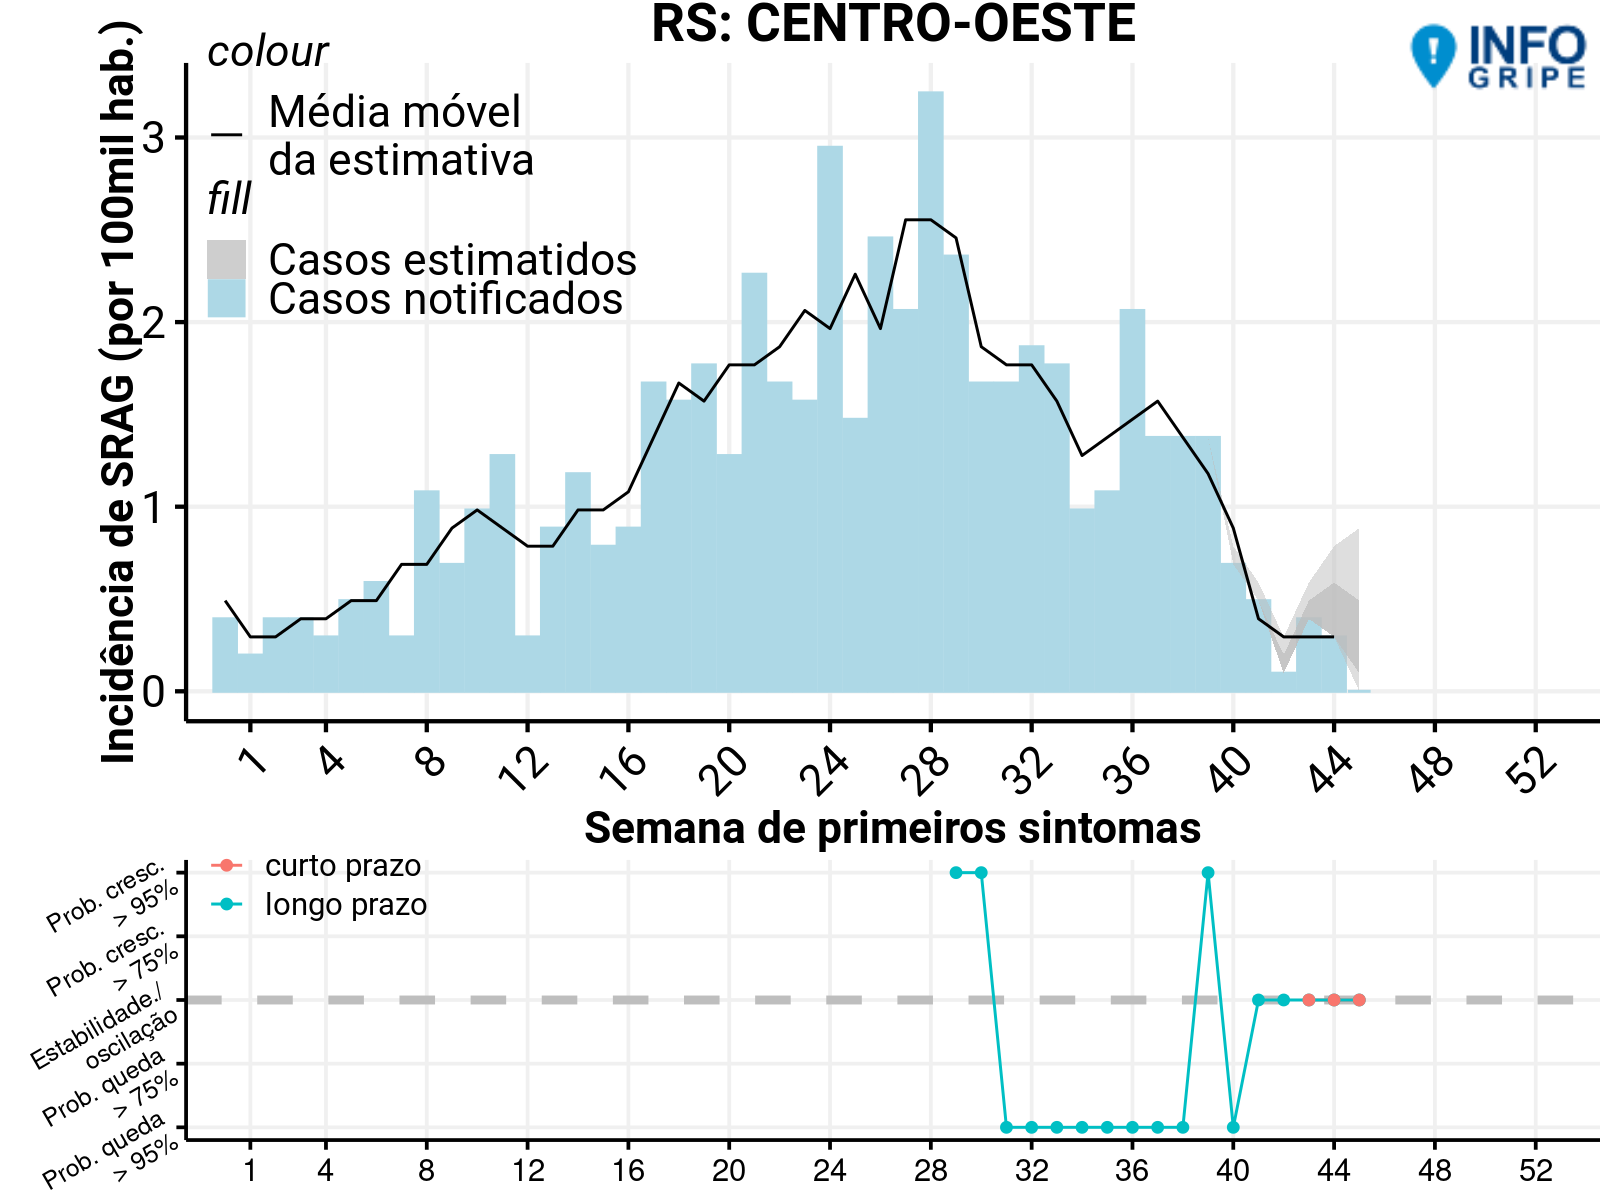 RS: CENTRO-OESTE
INFO
GRIPE
colour
Média móvel
da estimativa
fill
Casos estimatidos
Casos notificados
Incidência de SRAG (por 100mil hab.)
3
2
1
0
1 4 8 12 16 20 24 28 32 36 40 44 48 52
Semana de primeiros sintomas
curto prazo
longo prazo
Prob. cresc.
> 95%
Prob. cresc.
> 75%
Estabilidade./
oscilação
Prob. queda
> 75%
Prob. queda
> 95%
1 4 8 12 16 20 24 28 32 36 40 44 48 52